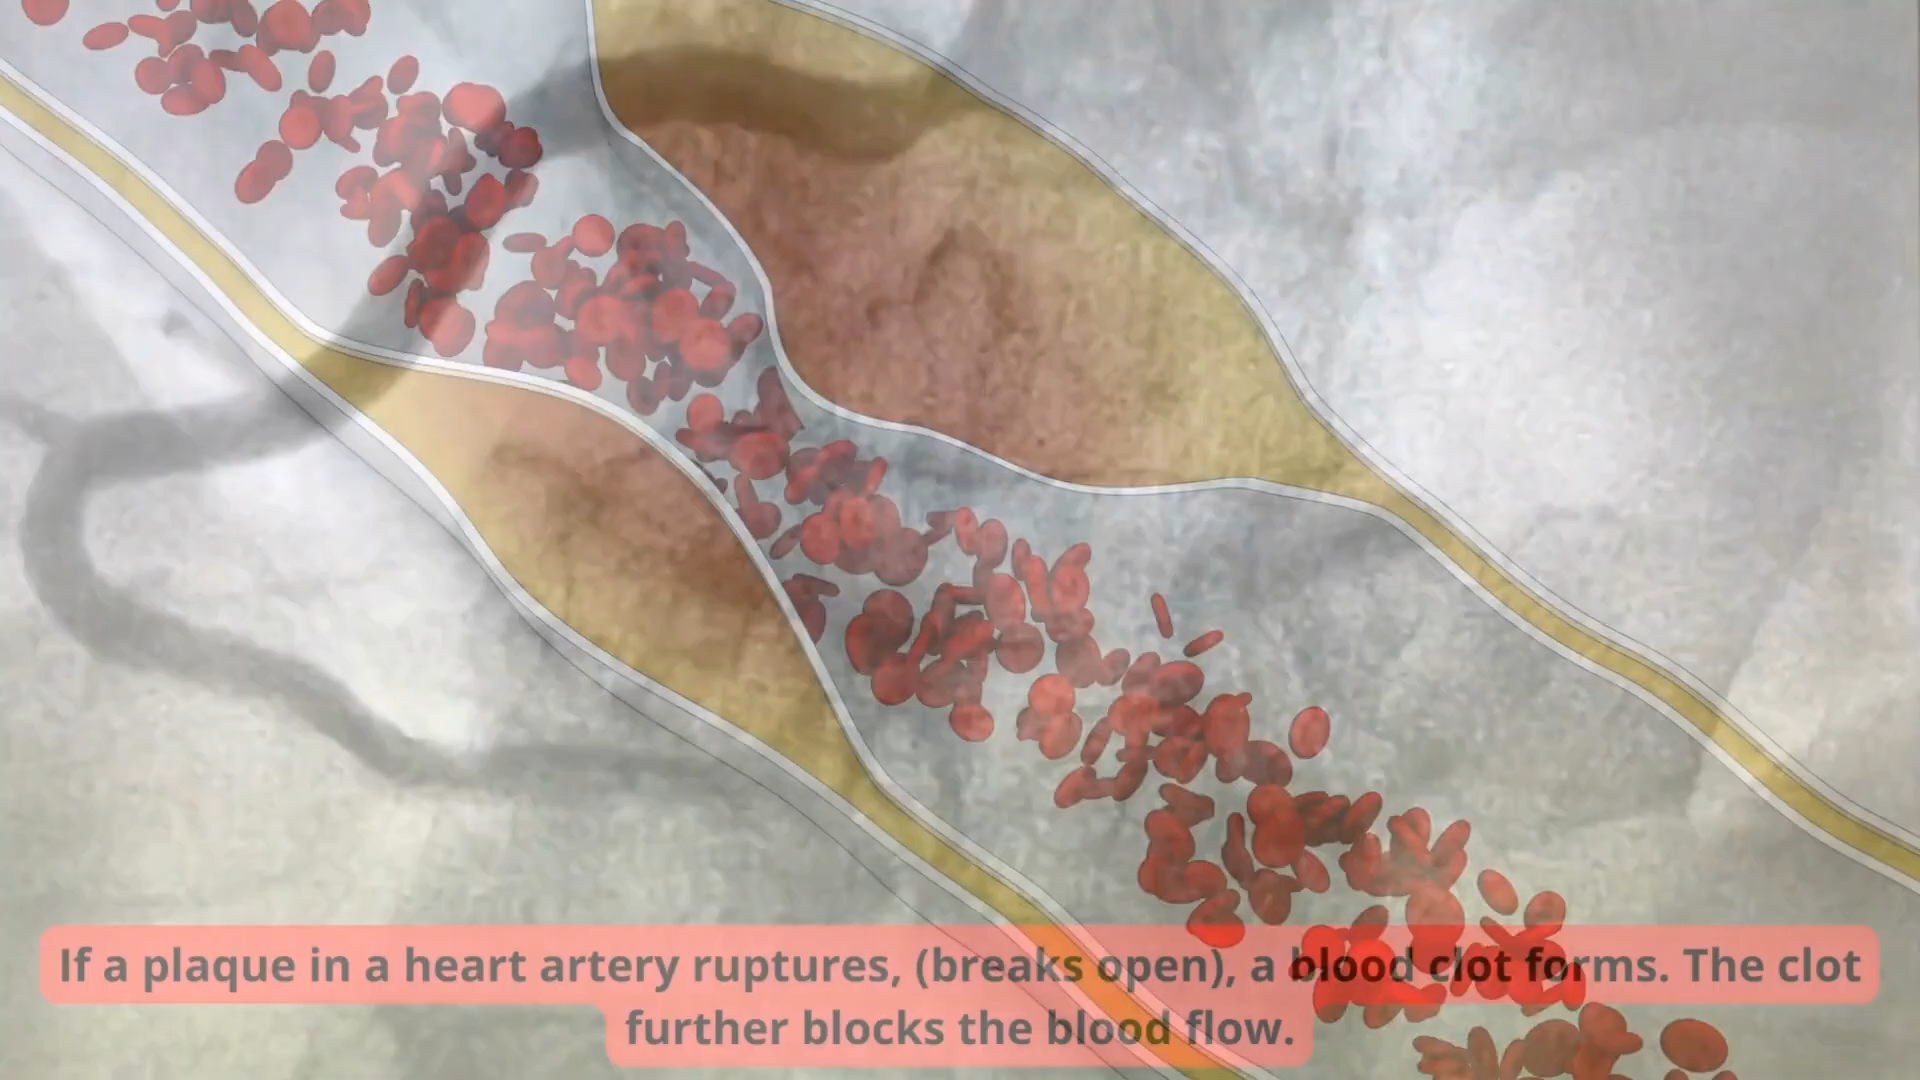 If a plaque in a heart artery ruptures, (breaks open), a blood clot forms. The clot
further blocks the blood flow.